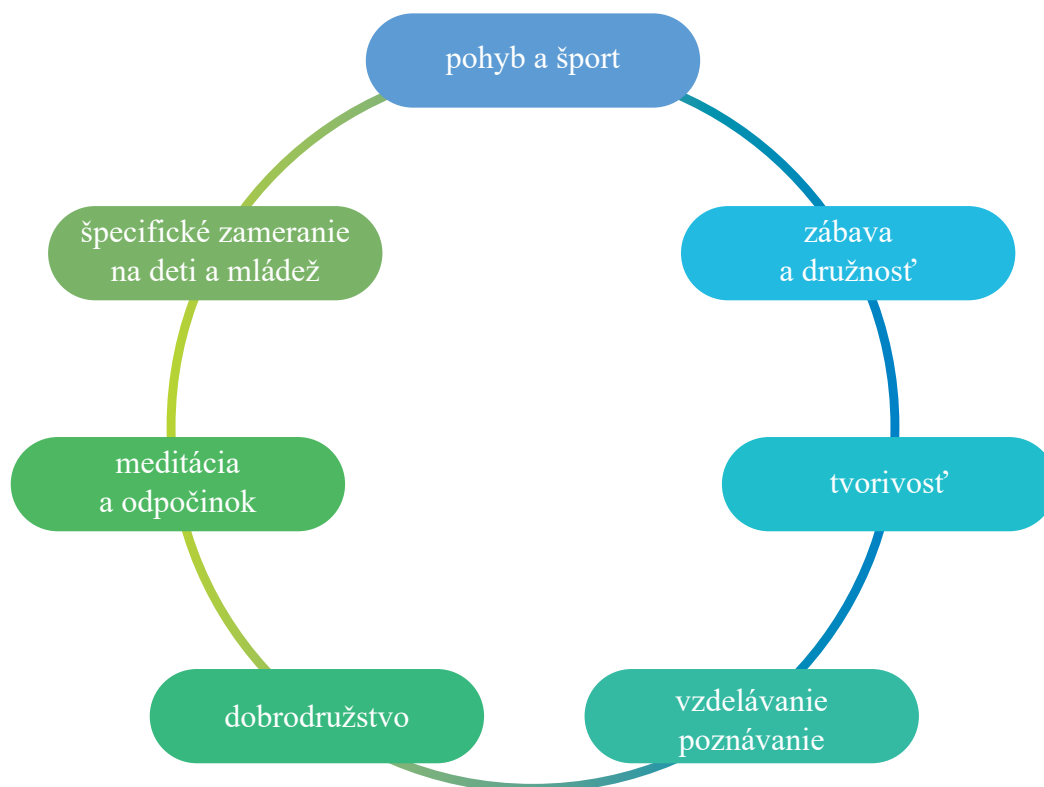 pohyb a šport
zábava
a družnosť
tvorivosť
vzdelávanie
poznávanie
dobrodružstvo
meditácia
a odpočinok
špecifické zameranie
na deti a mládež